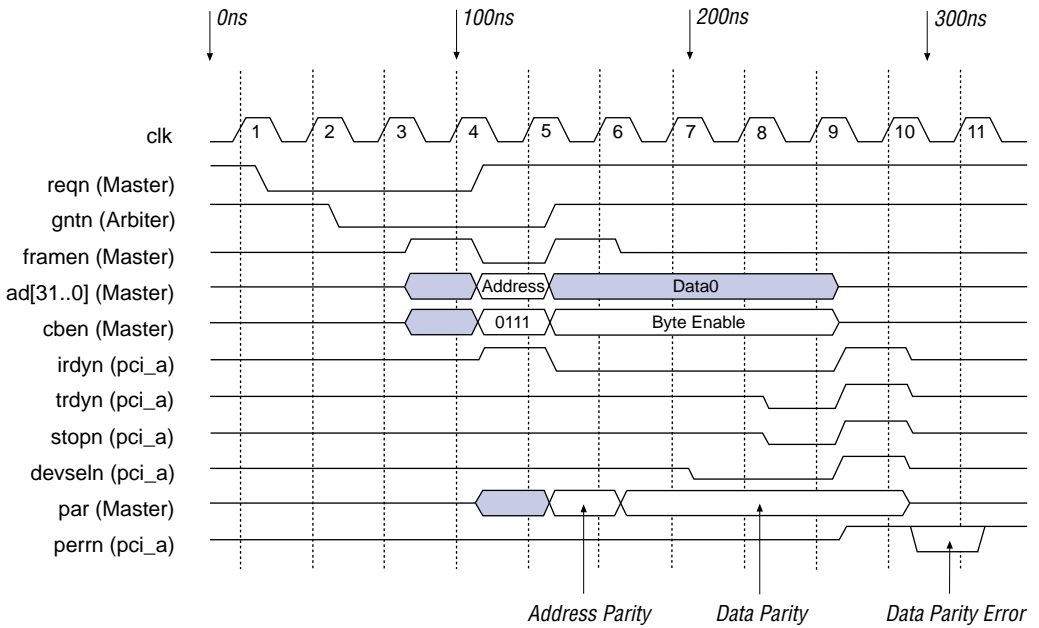 0ns 100ns 200ns 300ns
clk 1 2 3 4 5 6 7 8 9 10 11
reqn (Master)
gntn (Arbiter)
framen (Master)
ad[31..0] (Master) Address Data0
cben (Master) 0111 Byte Enable
irdyn (pci_a)
trdyn (pci_a)
stopn (pci_a)
devseln (pci_a)
par (Master)
perrn (pci_a)
Address Parity Data Parity Data Parity Error